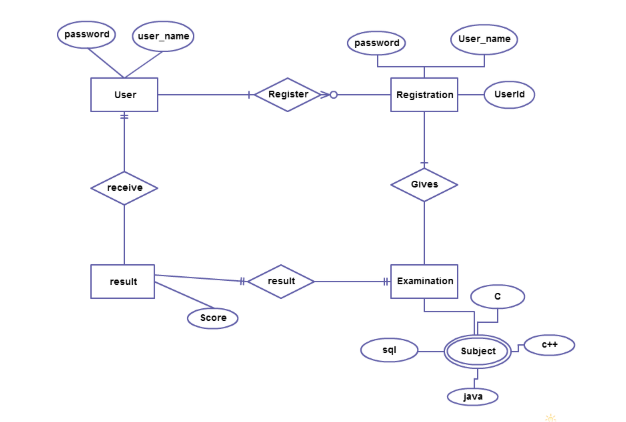 password
user_name
password
User_name
User
Register
Registration
UserId
receive
Gives
result
result
Examination
C
Score
sql
Subject
c++
java